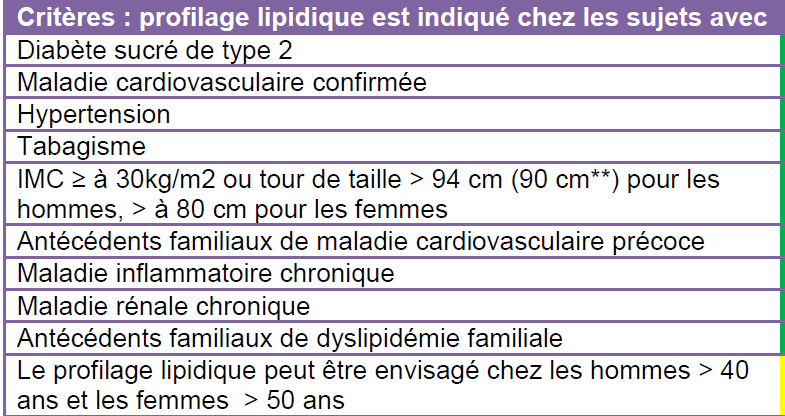 Critères : profilage lipidique est indiqué chez les sujets avec
Diabète sucré de type 2
Maladie cardiovasculaire confirmée
Hypertension
Tabagisme
IMC ≥ à 30kg/m2 ou tour de taille > 94 cm (90 cm**) pour les
hommes, > à 80 cm pour les femmes
Antécédents familiaux de maladie cardiovasculaire précoce
Maladie inflammatoire chronique
Maladie rénale chronique
Antécédents familiaux de dyslipidémie familiale
Le profilage lipidique peut être envisagé chez les hommes > 40
ans et les femmes > 50 ans